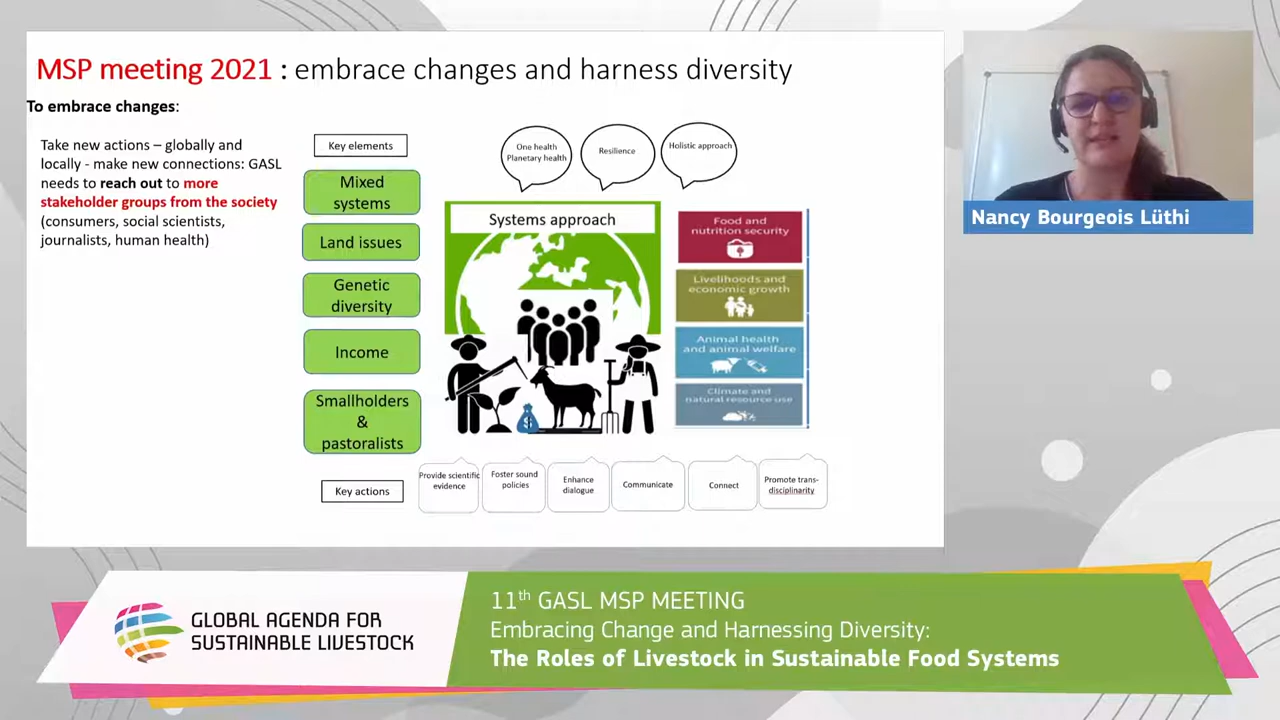 MSP meeting 2021 : embrace changes and harness diversity
To embrace changes:
Take new actions – globally and
locally - make new connections: GASL
needs to reach out to more
stakeholder groups from the society
(consumers, social scientists,
journalists, human health)
Key elements
Mixed
systems
Land issues
Genetic
diversity
Income
Smallholders
&
pastoralists
One health
Planetary health
Resilience
Holistic approach
Systems approach
Food and
nutrition security
Livelihoods and
economic growth
Animal health
and animal welfare
Climate and
natural resource use
Key actions
Provide scientific
evidence
Foster sound
policies
Enhance
dialogue
Communicate
Connect
Promote trans-
disciplinarity
Nancy Bourgeois Lüthi
GLOBAL AGENDA FOR
SUSTAINABLE LIVESTOCK
11th GASL MSP MEETING
Embracing Change and Harnessing Diversity:
The Roles of Livestock in Sustainable Food Systems